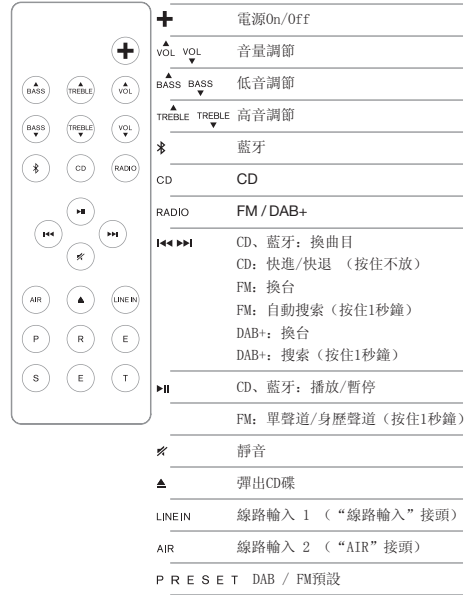 BASS TREBLE VOL
BASS TREBLE VOL
CD RADIO
AIR LINE IN
P R E
S E T
電源On/Off
VOL VOL 音量調節
BASS BASS 低音調節
TREBLE TREBLE 高音調節
藍牙
CD CD
RADIO FM / DAB+
CD、藍牙: 換曲目
CD: 快進/快退 （按住不放）
FM: 換台
FM: 自動搜索（按住1秒鐘）
DAB+: 換台
DAB+: 搜索（按住1秒鐘）
CD、藍牙: 播放/暫停
FM: 單聲道/身歷聲道（按住1秒鐘）
靜音
彈出CD碟
LINE IN 線路輸入 1 （“線路輸入”接頭）
AIR 線路輸入 2 （“AIR”接頭）
P R E S E T DAB / FM預設